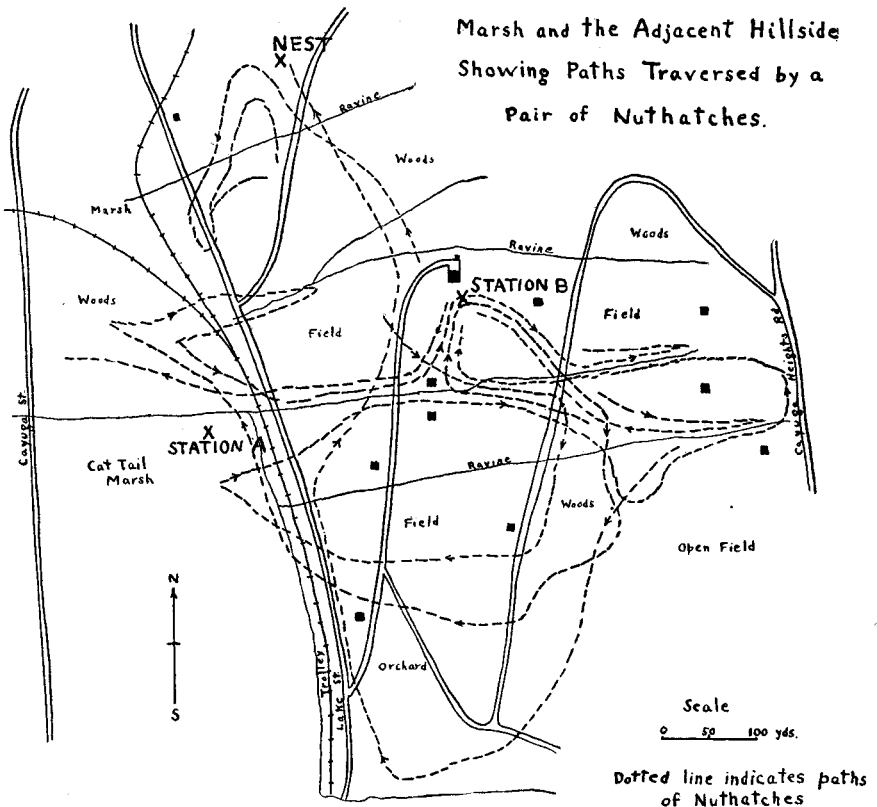 Marsh and the Adjacent Hillside
Showing Paths Traversed by a
Pair of Nuthatches.
NEST
X
Ravine
Woods
Marsh
Woods
Ravine
X STATION B
Woods
Field
Field
Cayuga Heights Rd
Cayuga St.
X
STATION A
Cat Tail
Marsh
Ravine
Field
Woods
Open Field
N
S
Trolley
Lake St.
Orchard
Scale
0 50 100 yds.
Dotted line indicates paths
of Nuthatches